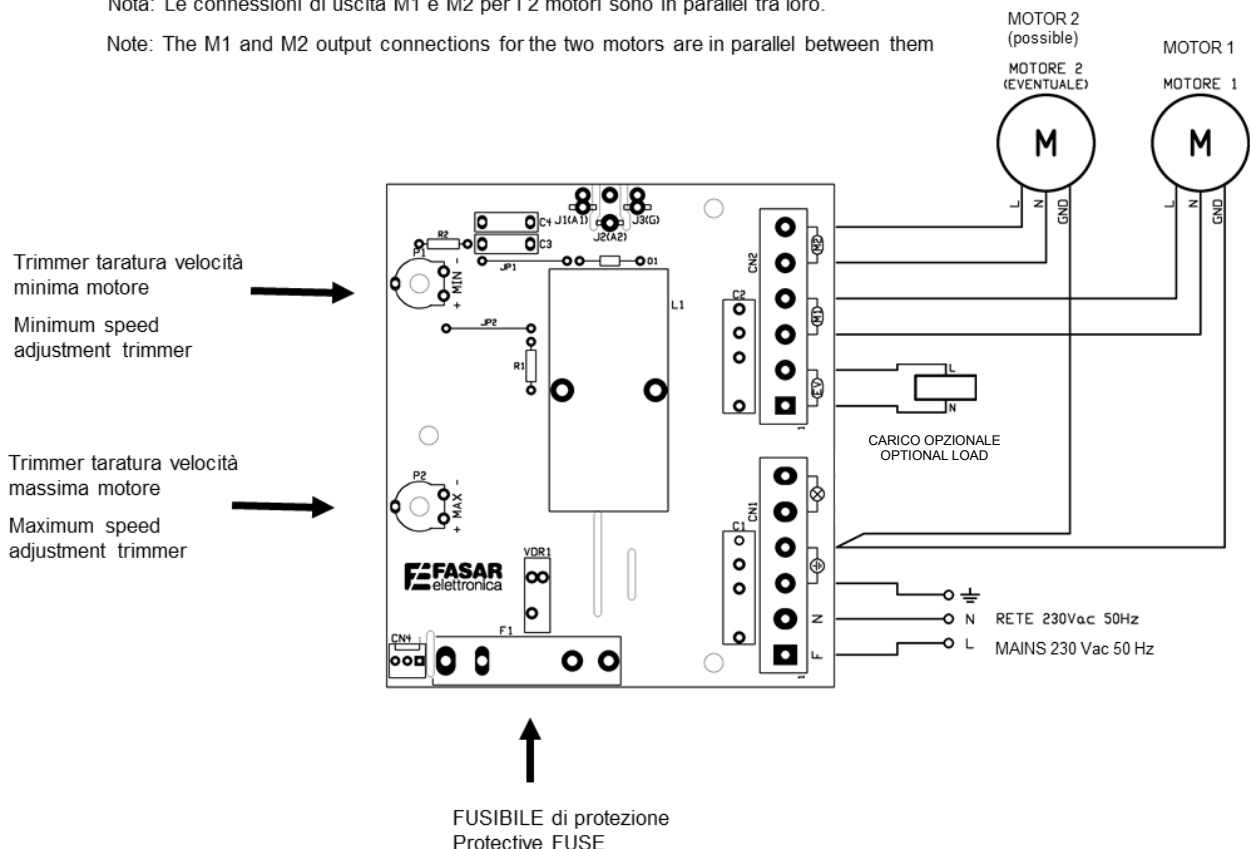 Nota: Le connessioni di uscita M1 e M2 per i 2 motori sono in parallel tra loro.
Note: The M1 and M2 output connections for the two motors are in parallel between them
MOTOR 2
(possible)
MOTORE 2
(EVENTUALE)
MOTOR 1
MOTORE 1
M
M
L
N
GND
L
N
GND
J1(A1)
J2(A2)
J3(G)
C4
C3
R2
P1
- MIN +
JP1
D1
JP2
R1
L1
CN2
C2
M2
M1
EV
1
L
N
CARICO OPZIONALE
OPTIONAL LOAD
Trimmer taratura velocità
minima motore
Minimum speed
adjustment trimmer
Trimmer taratura velocità
massima motore
Maximum speed
adjustment trimmer
P2
- MAX +
FASAR
elettronica
VDR1
CN4
1
F1
CN1
C1
N
F
1
N RETE 230Vac 50Hz
L MAINS 230 Vac 50 Hz
FUSIBILE di protezione
Protective FUSE